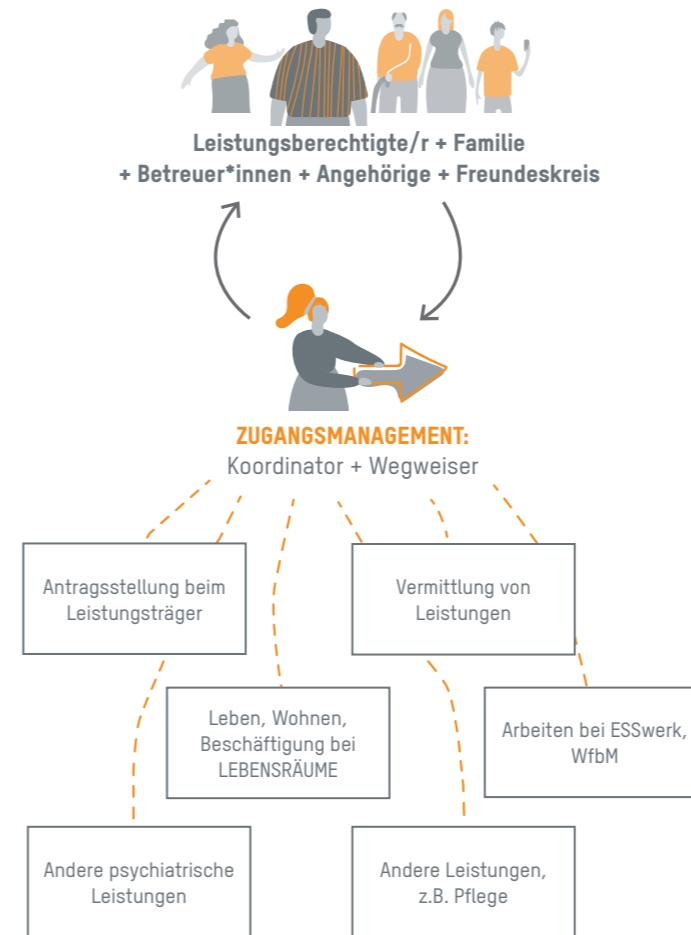 Leistungsberechtigte/r + Familie
+ Betreuer*innen + Angehörige + Freundeskreis
ZUGANGSMANAGEMENT:
Koordinator + Wegweiser
Antragsstellung beim
Leistungsträger
Vermittlung von
Leistungen
Leben, Wohnen,
Beschäftigung bei
LEBENSRÄUME
Arbeiten bei ESSwerk,
WfbM
Andere psychiatrische
Leistungen
Andere Leistungen,
z.B. Pflege